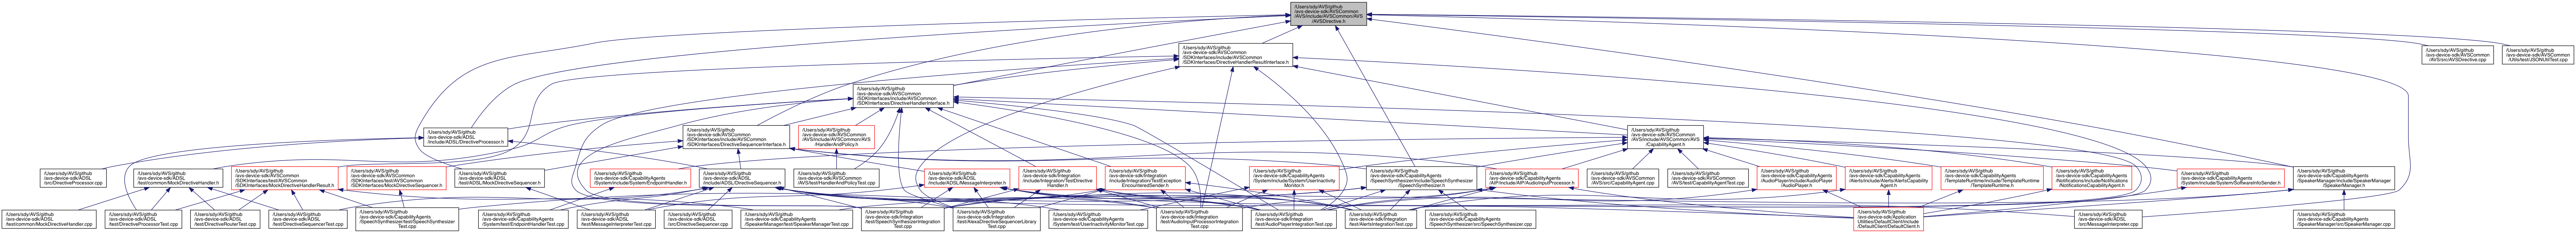 /Users/sdy/AVS/github
/avs-device-sdk/AVSCommon
/AVS/include/AVSCommon/AVS
/AVSDirective.h
/Users/sdy/AVS/github
/avs-device-sdk/AVSCommon
/SDKInterfaces/include/AVSCommon
/SDKInterfaces/DirectiveHandlerResultInterface.h
/Users/sdy/AVS/github
/avs-device-sdk/AVSCommon
/AVS/src/AVSDirective.cpp
/Users/sdy/AVS/github
/avs-device-sdk/AVSCommon
/Utils/test/JSONUtilTest.cpp
/Users/sdy/AVS/github
/avs-device-sdk/AVSCommon
/SDKInterfaces/include/AVSCommon
/SDKInterfaces/DirectiveHandlerInterface.h
/Users/sdy/AVS/github
/avs-device-sdk/ADSL
/include/ADSL/DirectiveProcessor.h
/Users/sdy/AVS/github
/avs-device-sdk/AVSCommon
/SDKInterfaces/include/AVSCommon
/SDKInterfaces/DirectiveSequencerInterface.h
/Users/sdy/AVS/github
/avs-device-sdk/AVSCommon
/AVS/include/AVSCommon/AVS
/HandlerAndPolicy.h
/Users/sdy/AVS/github
/avs-device-sdk/AVSCommon
/AVS/include/AVSCommon/AVS
/CapabilityAgent.h
/Users/sdy/AVS/github
/avs-device-sdk/ADSL
/src/DirectiveProcessor.cpp
/Users/sdy/AVS/github
/avs-device-sdk/ADSL
/test/common/MockDirectiveHandler.h
/Users/sdy/AVS/github
/avs-device-sdk/AVSCommon
/SDKInterfaces/test/AVSCommon
/SDKInterfaces/MockDirectiveHandlerResult.h
/Users/sdy/AVS/github
/avs-device-sdk/AVSCommon
/SDKInterfaces/test/AVSCommon
/SDKInterfaces/MockDirectiveSequencer.h
/Users/sdy/AVS/github
/avs-device-sdk/ADSL
/test/ADSL/MockDirectiveSequencer.h
/Users/sdy/AVS/github
/avs-device-sdk/CapabilityAgents
/System/include/System/EndpointHandler.h
/Users/sdy/AVS/github
/avs-device-sdk/ADSL
/include/ADSL/DirectiveSequencer.h
/Users/sdy/AVS/github
/avs-device-sdk/AVSCommon
/AVS/test/HandlerAndPolicyTest.cpp
/Users/sdy/AVS/github
/avs-device-sdk/ADSL
/include/ADSL/MessageInterpreter.h
/Users/sdy/AVS/github
/avs-device-sdk/Integration
/include/Integration/TestDirective
Handler.h
/Users/sdy/AVS/github
/avs-device-sdk/Integration
/include/Integration/TestException
EncounteredSender.h
/Users/sdy/AVS/github
/avs-device-sdk/CapabilityAgents
/System/include/System/UserInactivity
Monitor.h
/Users/sdy/AVS/github
/avs-device-sdk/CapabilityAgents
/SpeechSynthesizer/include/SpeechSynthesizer
/SpeechSynthesizer.h
/Users/sdy/AVS/github
/avs-device-sdk/CapabilityAgents
/AIP/include/AIP/AudioInputProcessor.h
/Users/sdy/AVS/github
/avs-device-sdk/AVSCommon
/AVS/src/CapabilityAgent.cpp
/Users/sdy/AVS/github
/avs-device-sdk/AVSCommon
/AVS/test/CapabilityAgentTest.cpp
/Users/sdy/AVS/github
/avs-device-sdk/CapabilityAgents
/AudioPlayer/include/AudioPlayer
/AudioPlayer.h
/Users/sdy/AVS/github
/avs-device-sdk/CapabilityAgents
/Alerts/include/Alerts/AlertsCapability
Agent.h
/Users/sdy/AVS/github
/avs-device-sdk/CapabilityAgents
/TemplateRuntime/include/TemplateRuntime
/TemplateRuntime.h
/Users/sdy/AVS/github
/avs-device-sdk/CapabilityAgents
/Notifications/include/Notifications
/NotificationsCapabilityAgent.h
/Users/sdy/AVS/github
/avs-device-sdk/CapabilityAgents
/System/include/System/SoftwareInfoSender.h
/Users/sdy/AVS/github
/avs-device-sdk/CapabilityAgents
/SpeakerManager/include/SpeakerManager
/SpeakerManager.h
/Users/sdy/AVS/github
/avs-device-sdk/ADSL
/test/common/MockDirectiveHandler.cpp
/Users/sdy/AVS/github
/avs-device-sdk/ADSL
/test/DirectiveProcessorTest.cpp
/Users/sdy/AVS/github
/avs-device-sdk/ADSL
/test/DirectiveRouterTest.cpp
/Users/sdy/AVS/github
/avs-device-sdk/ADSL
/test/DirectiveSequencerTest.cpp
/Users/sdy/AVS/github
/avs-device-sdk/CapabilityAgents
/SpeechSynthesizer/test/SpeechSynthesizer
Test.cpp
/Users/sdy/AVS/github
/avs-device-sdk/CapabilityAgents
/System/test/EndpointHandlerTest.cpp
/Users/sdy/AVS/github
/avs-device-sdk/ADSL
/test/MessageInterpreterTest.cpp
/Users/sdy/AVS/github
/avs-device-sdk/ADSL
/src/DirectiveSequencer.cpp
/Users/sdy/AVS/github
/avs-device-sdk/CapabilityAgents
/SpeakerManager/test/SpeakerManagerTest.cpp
/Users/sdy/AVS/github
/avs-device-sdk/Integration
/test/SpeechSynthesizerIntegration
Test.cpp
/Users/sdy/AVS/github
/avs-device-sdk/Integration
/test/AlexaDirectiveSequencerLibrary
Test.cpp
/Users/sdy/AVS/github
/avs-device-sdk/CapabilityAgents
/System/test/UserInactivityMonitorTest.cpp
/Users/sdy/AVS/github
/avs-device-sdk/Integration
/test/AudioInputProcessorIntegration
Test.cpp
/Users/sdy/AVS/github
/avs-device-sdk/Integration
/test/AudioPlayerIntegrationTest.cpp
/Users/sdy/AVS/github
/avs-device-sdk/Integration
/test/AlertsIntegrationTest.cpp
/Users/sdy/AVS/github
/avs-device-sdk/CapabilityAgents
/SpeechSynthesizer/src/SpeechSynthesizer.cpp
/Users/sdy/AVS/github
/avs-device-sdk/Application
Utilities/DefaultClient/include
/DefaultClient/DefaultClient.h
/Users/sdy/AVS/github
/avs-device-sdk/ADSL
/src/MessageInterpreter.cpp
/Users/sdy/AVS/github
/avs-device-sdk/CapabilityAgents
/SpeakerManager/src/SpeakerManager.cpp